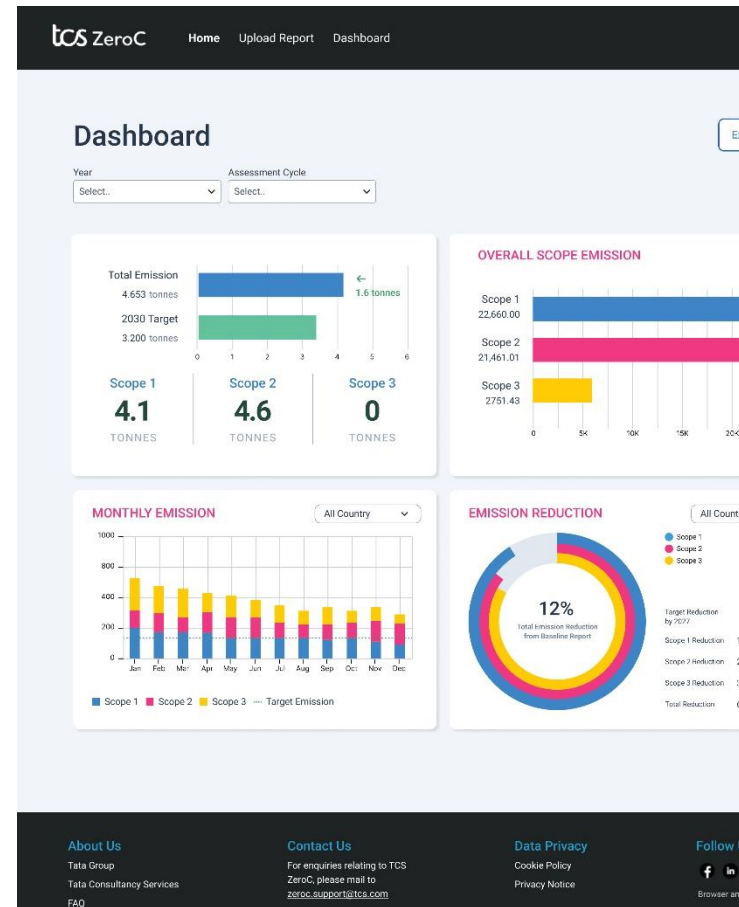 tcs ZeroC
Home Upload Report Dashboard
Dashboard
Year
Select..
Assessment Cycle
Select..
Total Emission
4.653 tonnes
2030 Target
3.200 tonnes
←
1.6 tonnes
0 1 2 3 4 5 6
Scope 1
4.1
TONNES
Scope 2
4.6
TONNES
Scope 3
0
TONNES
OVERALL SCOPE EMISSION
Scope 1
22,660.00
Scope 2
21,461.01
Scope 3
2751.43
0 5K 10K 15K 20K
MONTHLY EMISSION
All Country
1000
800
400
200
0
Jan Feb Mar Apr May Jun Jul Aug Sep Oct Nov Dec
Scope 1 Scope 2 Scope 3 Target Emission
EMISSION REDUCTION
All Count
Scope 1
Scope 2
Scope 3
12%
Total Emission Reduction
from Baseline Report
Target Reduction
by 2027
Scope 1 Reduction
Scope 2 Reduction
Scope 3 Reduction
Total Reduction
About Us
Tata Group
Tata Consultancy Services
FAQ
Contact Us
For enquiries relating to TCS
ZeroC, please mail to
zeroc.support@tcs.com
Data Privacy
Cookie Policy
Privacy Notice
Follow
Browser an